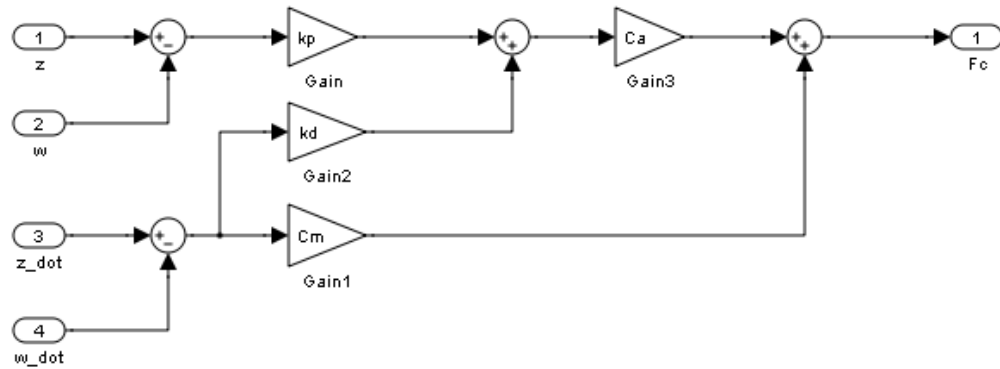 1
z
+
−
kp
Gain
+
+
Ca
Gain3
+
+
1
Fc
2
w
kd
Gain2
3
z_dot
+
−
Cm
Gain1
4
w_dot